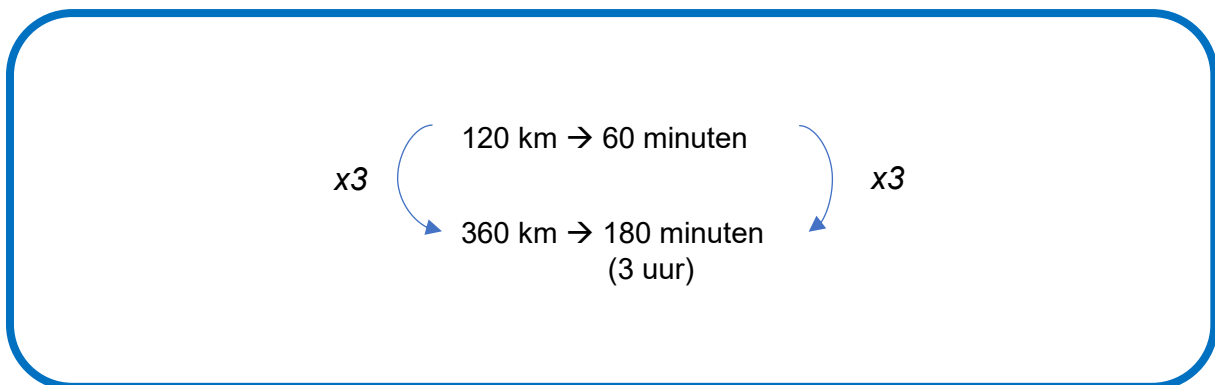 120 km → 60 minuten
x3
x3
360 km → 180 minuten
(3 uur)